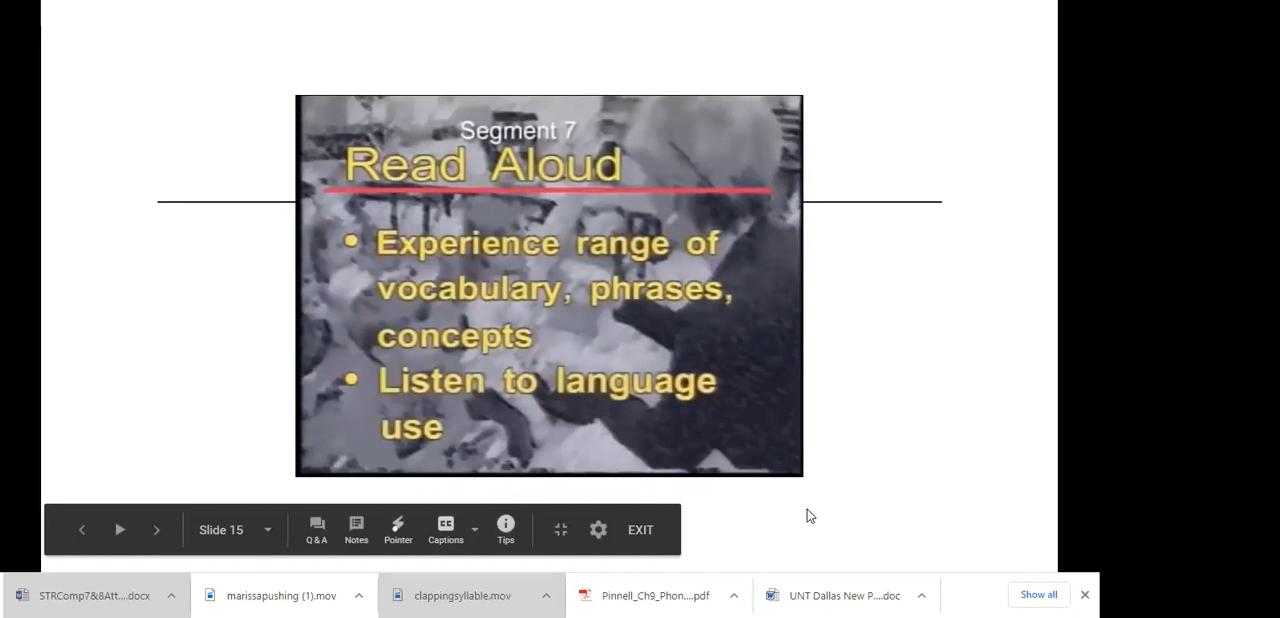 Segment 7
Read Aloud
• Experience range of
vocabulary, phrases,
concepts
• Listen to language
use
Slide 15
Q & A
Notes
Pointer
CC
Captions
Tips
EXIT
STRComp7&8Att....docx
marissapushing (1).mov
clappingsyllable.mov
Pinnell_Ch9_Phon....pdf
UNT Dallas New P....doc
Show all